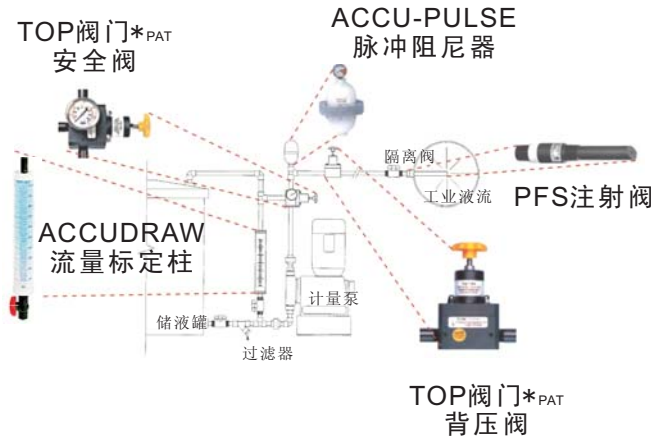 ACCU-PULSE
脉冲阻尼器
TOP阀门*PAT
安全阀
隔离阀
工业液流
PFS注射阀
ACCUDRAW
流量标定柱
计量泵
储液罐
过滤器
TOP阀门*PAT
背压阀